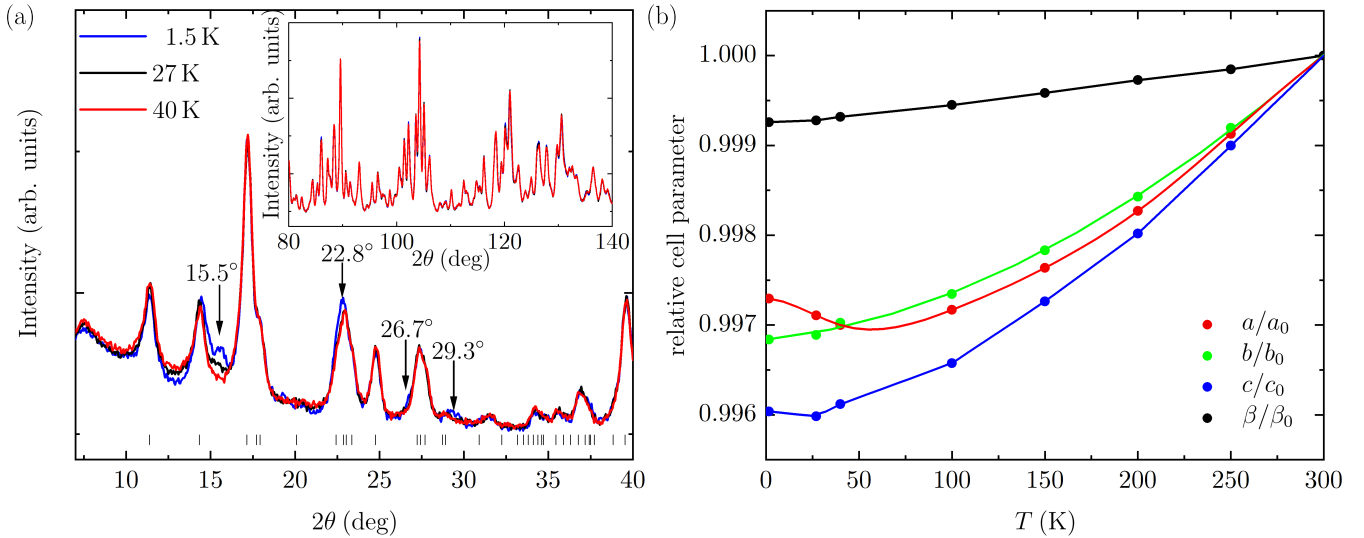 (a)
1.5 K
27 K
40 K
Intensity (arb. units)
Intensity (arb. units)
80 100 120 140
2θ (deg)
15.5°
22.8°
26.7°
29.3°
10 15 20 25 30 35 40
2θ (deg)
(b)
1.000
0.999
0.998
0.997
0.996
relative cell parameter
a/a₀
b/b₀
c/c₀
β/β₀
0 50 100 150 200 250 300
T (K)